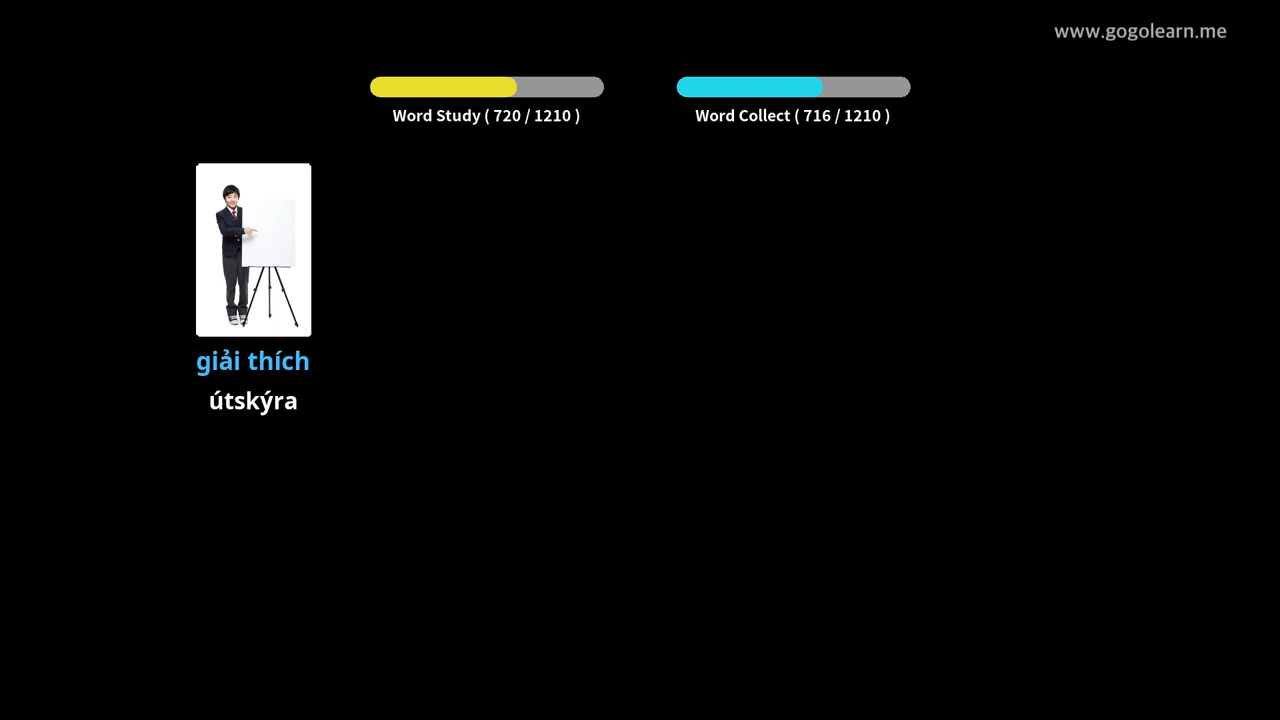 www.gogolearn.me
Word Study ( 720 / 1210 )
Word Collect ( 716 / 1210 )
giải thích
útskýra